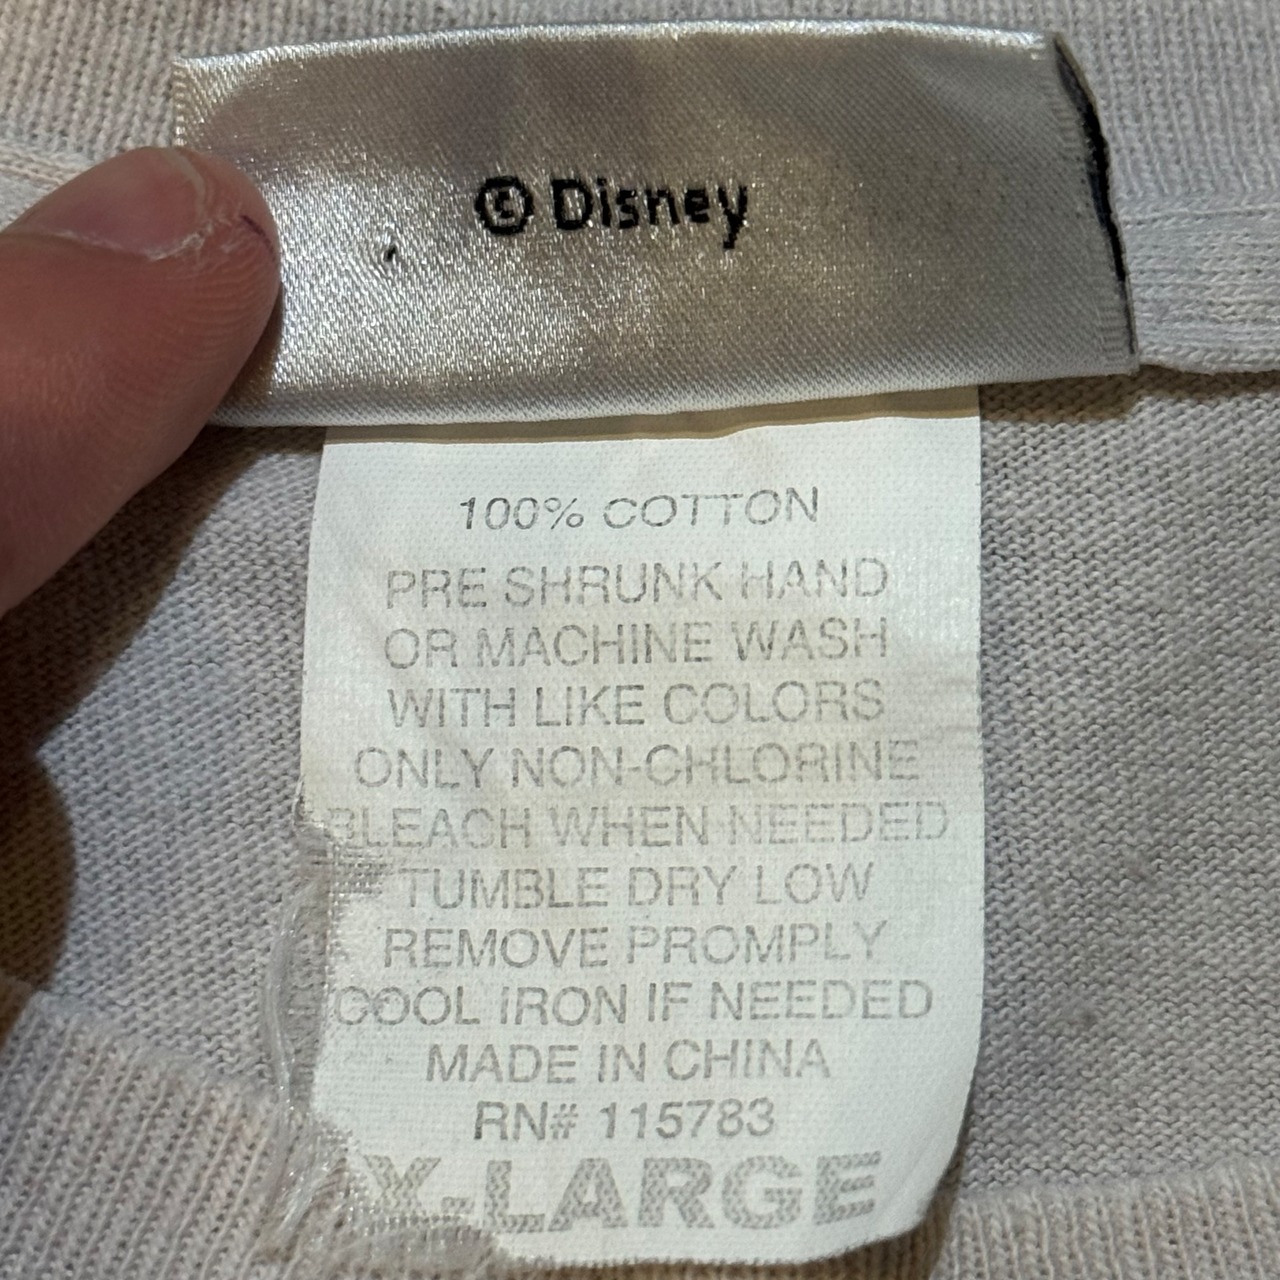 © Disney
100% COTTON
PRE SHRUNK HAND
OR MACHINE WASH
WITH LIKE COLORS
ONLY NON-CHLORINE
BLEACH WHEN NEEDED
TUMBLE DRY LOW
REMOVE PROMPLY
COOL IRON IF NEEDED
MADE IN CHINA
RN# 115783
X-LARGE